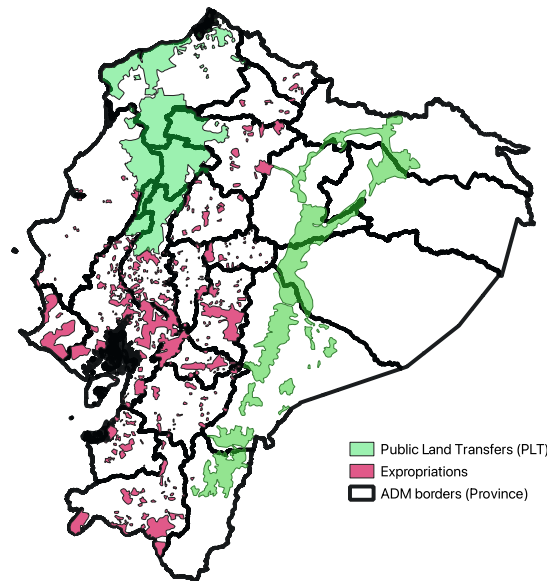 Public Land Transfers (PLT)
Expropriations
ADM borders (Province)